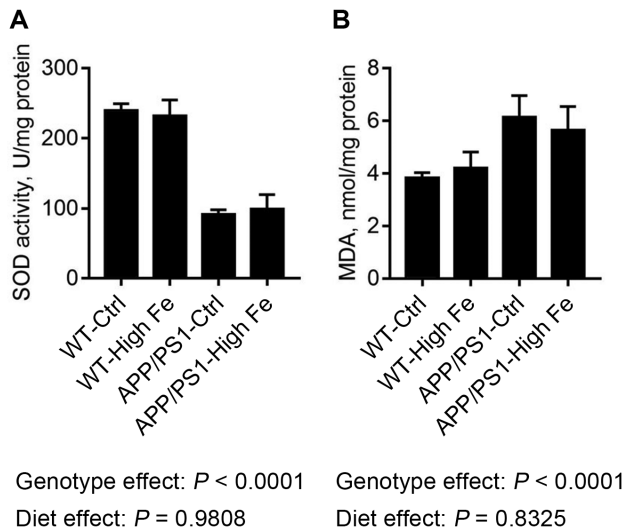 A
SOD activity, U/mg protein
300
200
100
0
WT-Ctrl
WT-High Fe
APP/PS1-Ctrl
APP/PS1-High Fe
Genotype effect: P < 0.0001
Diet effect: P = 0.9808
B
MDA, nmol/mg protein
8
6
4
2
0
WT-Ctrl
WT-High Fe
APP/PS1-Ctrl
APP/PS1-High Fe
Genotype effect: P < 0.0001
Diet effect: P = 0.8325